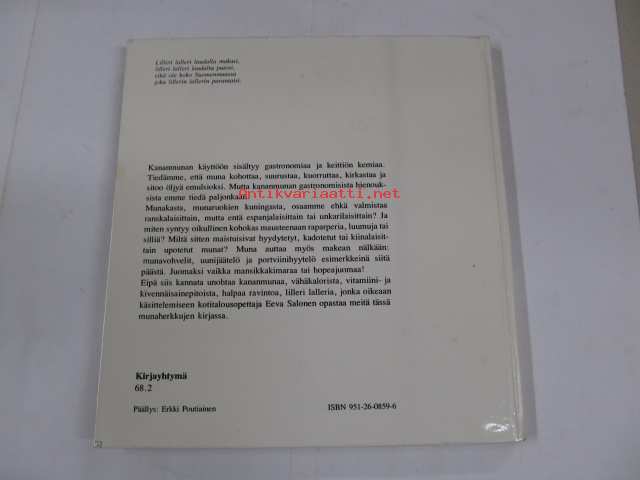 Lilleri lalleri laudalla makasi,
lilleri lalleri laudalta putosi,
eikä ole koko Suomenmaassa
joka lillerin lallerin parantaisi.
Kananmunan käyttöön sisältyy gastronomiaa ja keittiön kemiaa.
Tiedämme, että muna kohottaa, suurustaa, kuorruttaa, kirkastaa ja
sitoo öljyä emulsioksi. Mutta kananmunan gastronomisista hienouk-
sista emme tiedä paljonkaan.
Antikvariaatti.net
Munakasta, munaruokien kuningasta, osaamme ehkä valmistaa
ranskalaisittain, mutta entä espanjalaisittain tai unkarilaisittain? Ja
miten syntyy oikullinen kohokas mausteenaan raparperia, luumuja tai
silliä? Miltä sitten maistuisivat hyydytetyt, kadotetut tai kiinalaisit-
tain upotetut munat? Muna auttaa myös makean nälkään:
munavohvelit, uunijäätelö ja portviinihyytelö esimerkkeinä siitä
päästä. Juomaksi vaikka mansikkakimaraa tai hopeajunmaa!
Eipä siis kannata unohtaa kananmunaa, vähäkalorista, vitamiini- ja
kivennäisainepitoista, halpaa ravintoa, lilleri lalleria, jonka oikeaan
käsittelemiseen kotitalousopettaja Eeva Salonen opastaa meitä tässä
munaherkkujen kirjassa.
Kirjayhtymä
68.2
Päällys: Erkki Poutiainen
ISBN 951-26-0859-6